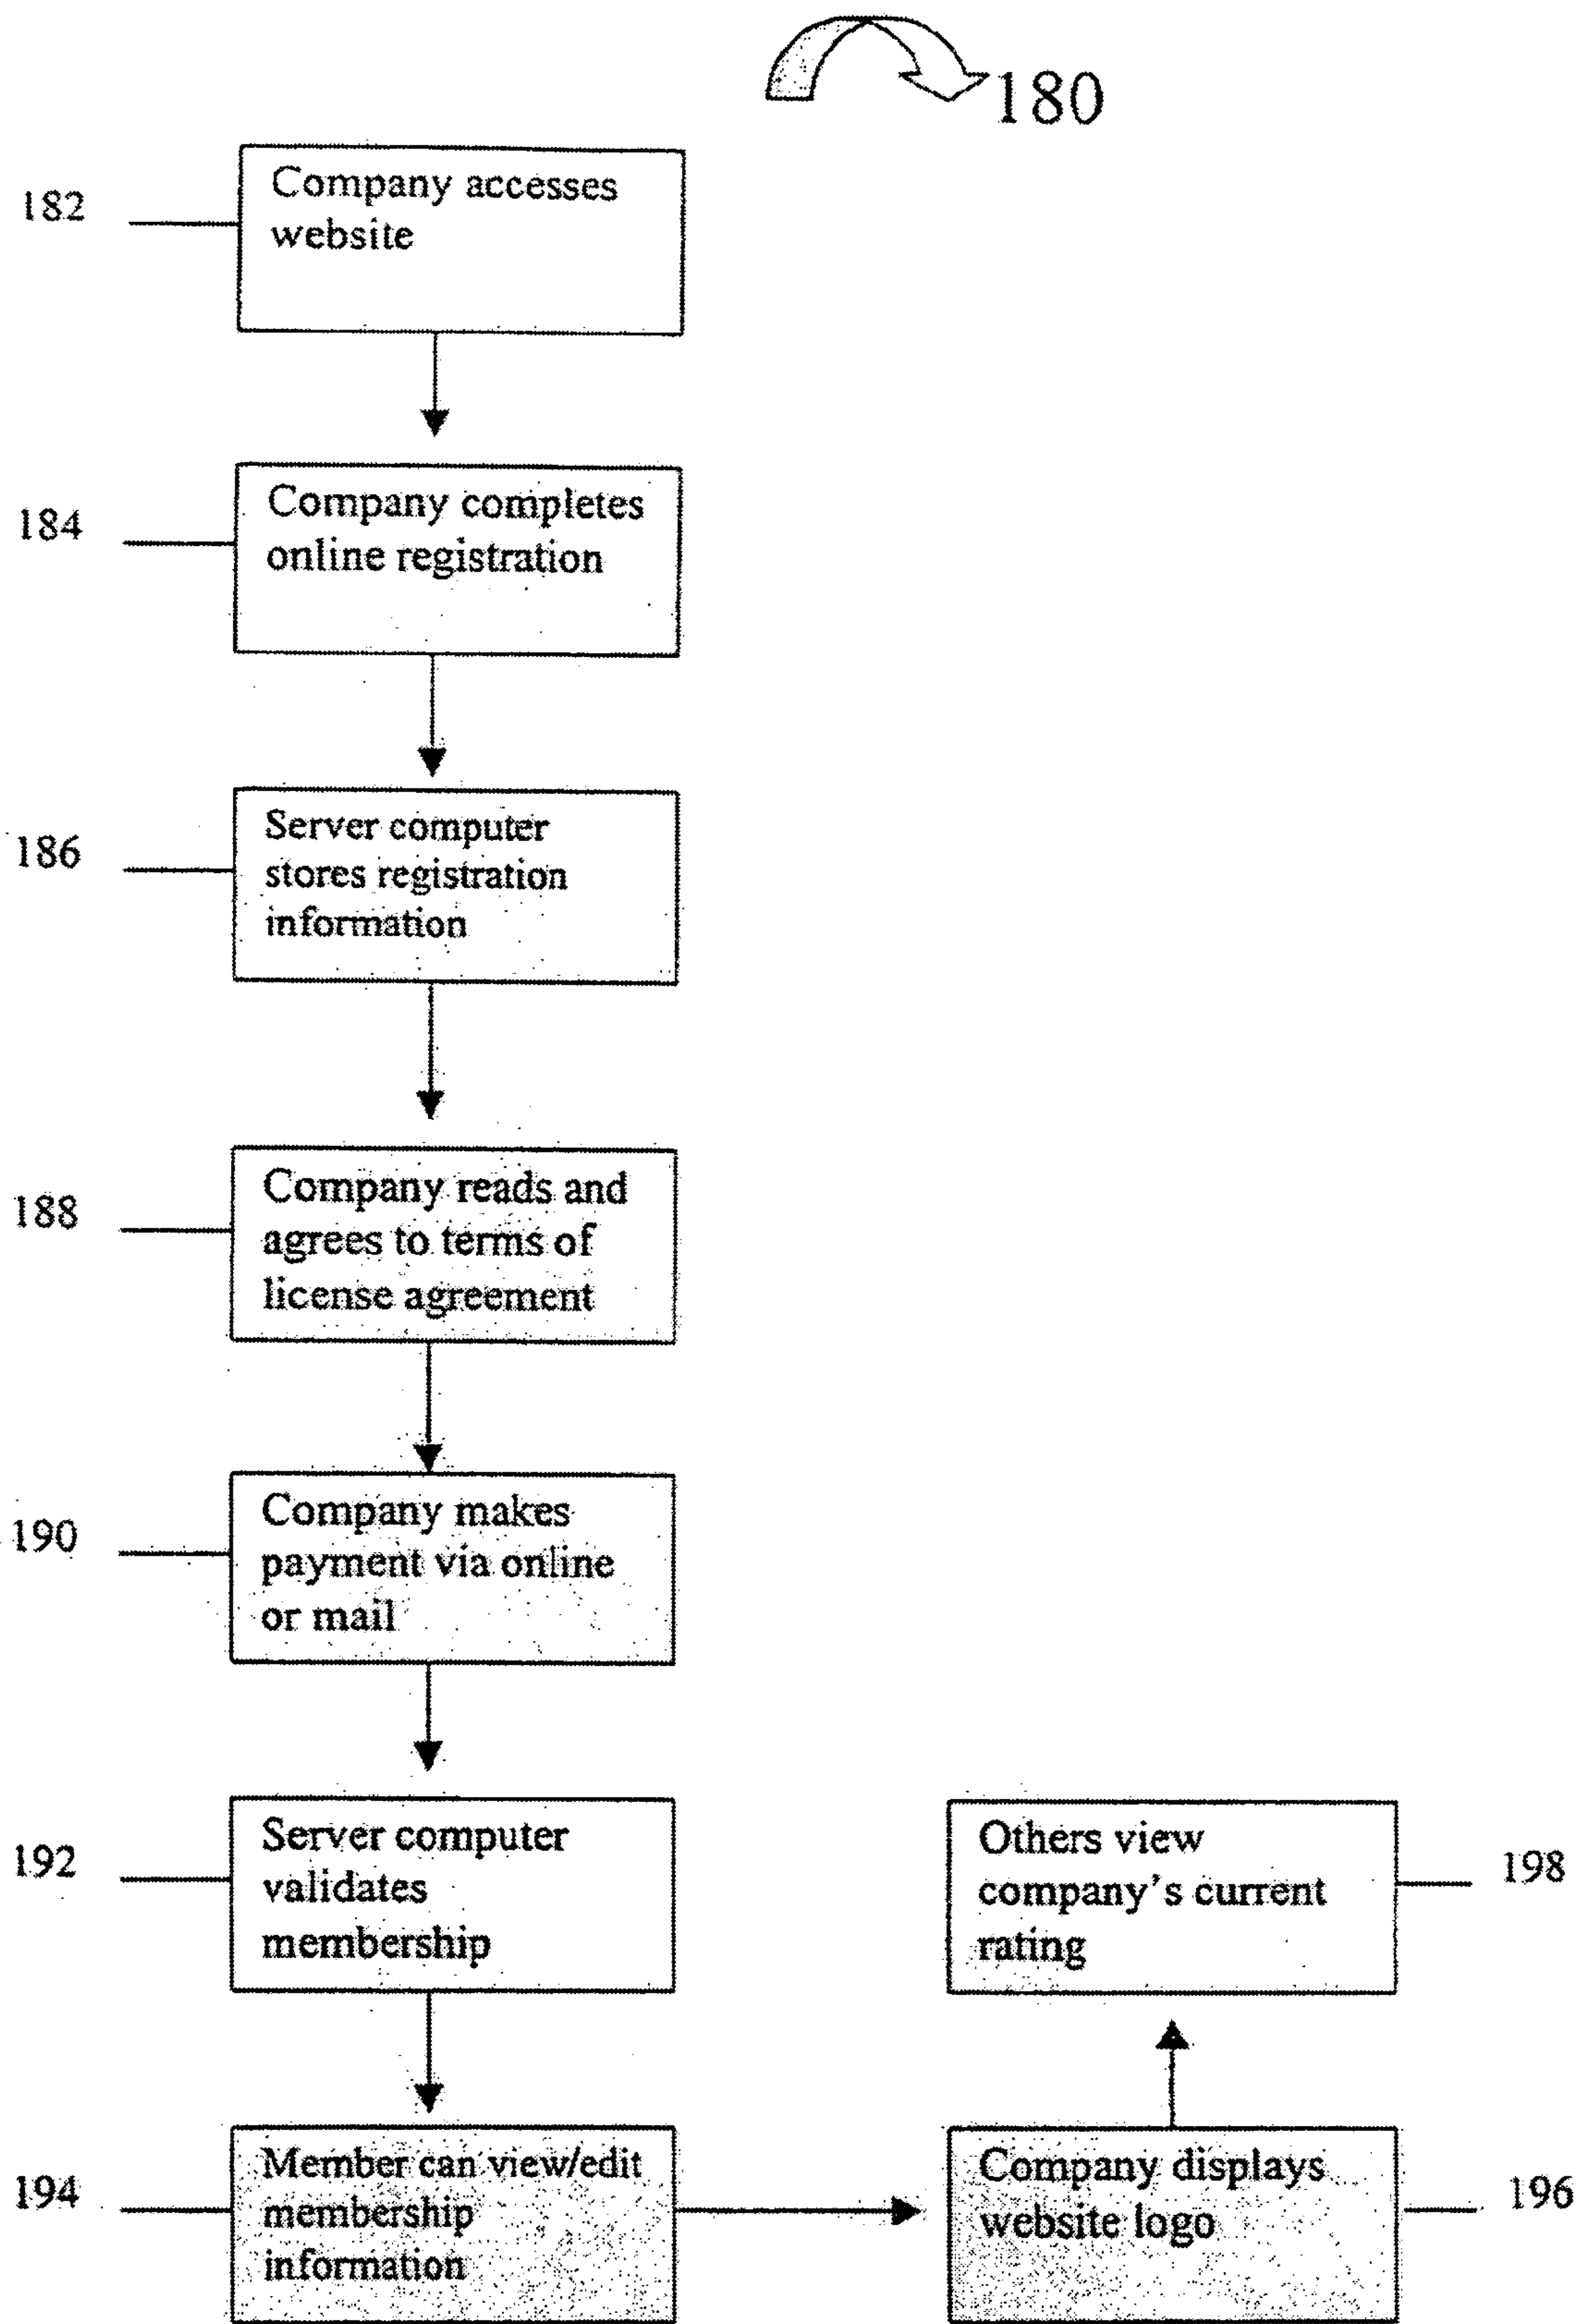 180
182
Company accesses
website
184
Company completes
online registration
186
Server computer
stores registration
information
188
Company reads and
agrees to terms of
license agreement
190
Company makes
payment via online
or mail
192
Server computer
validates
membership
Others view
company's current
rating
198
194
Member can view/edit
membership
information
Company displays
website logo
196